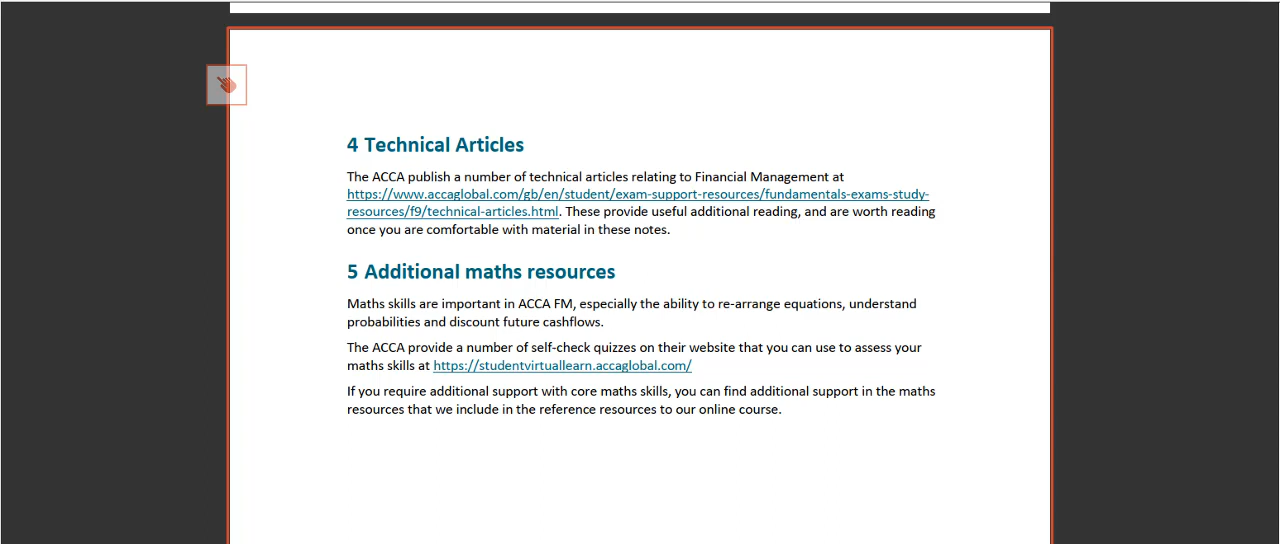 4 Technical Articles
The ACCA publish a number of technical articles relating to Financial Management at
https://www.accaglobal.com/gb/en/student/exam-support-resources/fundamentals-exams-study-
resources/f9/technical-articles.html. These provide useful additional reading, and are worth reading
once you are comfortable with material in these notes.
5 Additional maths resources
Maths skills are important in ACCA FM, especially the ability to re-arrange equations, understand
probabilities and discount future cashflows.
The ACCA provide a number of self-check quizzes on their website that you can use to assess your
maths skills at https://studentvirtuallearn.accaglobal.com/
If you require additional support with core maths skills, you can find additional support in the maths
resources that we include in the reference resources to our online course.